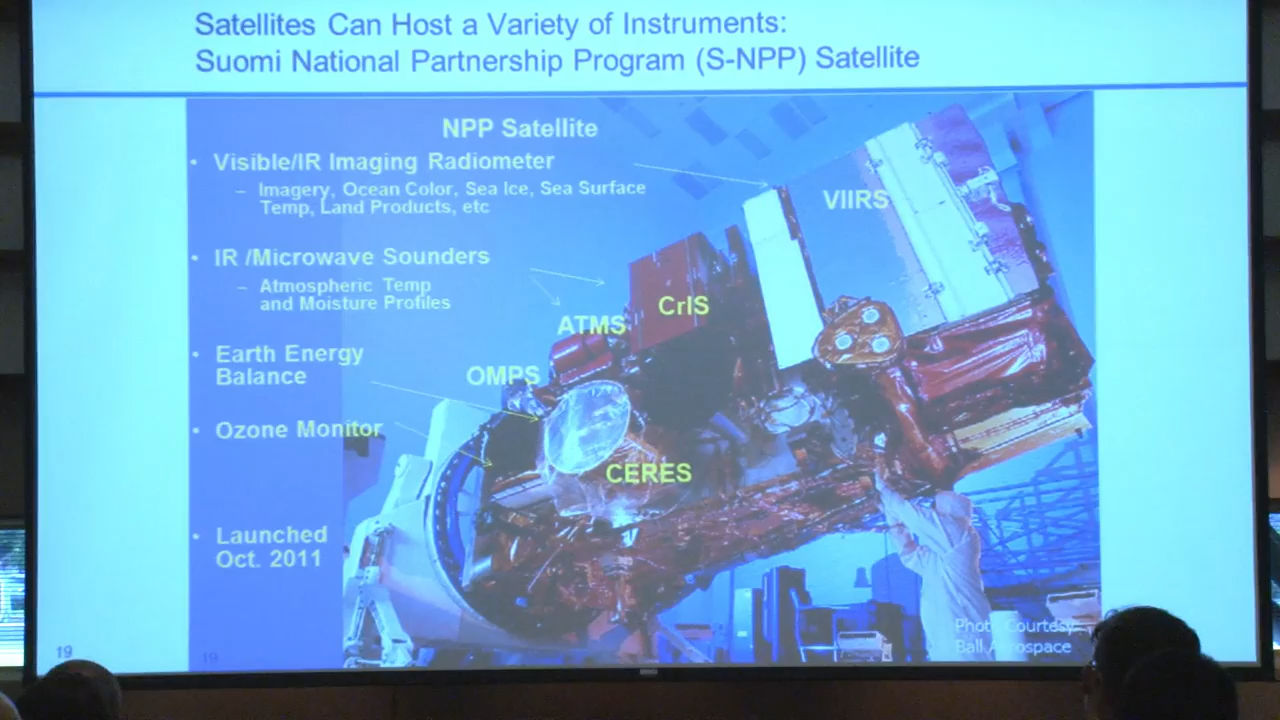 Satellites Can Host a Variety of Instruments:
Suomi National Partnership Program (S-NPP) Satellite
NPP Satellite
• Visible/IR Imaging Radiometer
– Imagery, Ocean Color, Sea Ice, Sea Surface
Temp, Land Products, etc
VIIRS
• IR /Microwave Sounders
– Atmospheric Temp
and Moisture Profiles
CrIS
ATMS
• Earth Energy
Balance
OMPS
• Ozone Monitor
CERES
• Launched
Oct. 2011
Photo Courtesy:
Ball Aerospace
19
19